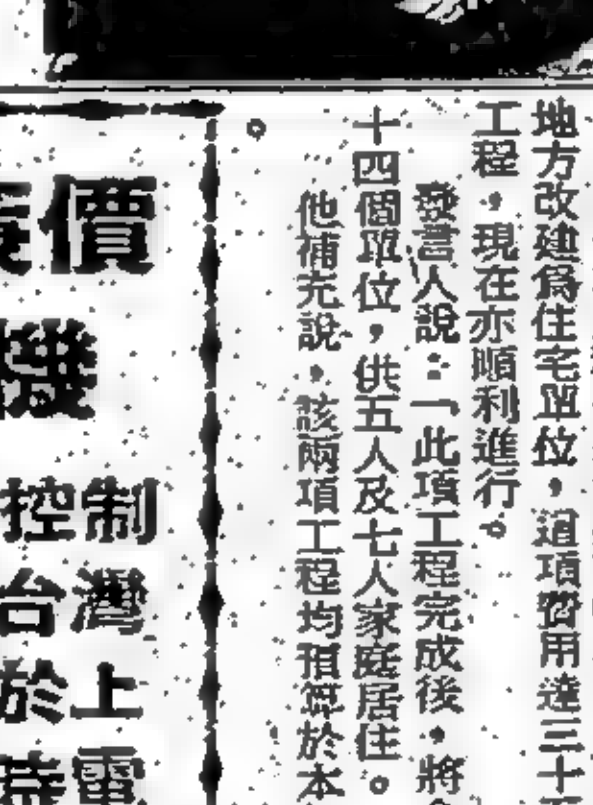 地方改建爲住宅單位，這項費用達三十
工程，現在亦順利進行。
發言人說：「此項工程完成後，將
十四個單位，供五人及七人家庭居住。
他補充說，該兩項工程均預算於本
。
價
機
制灣上電
控台於時